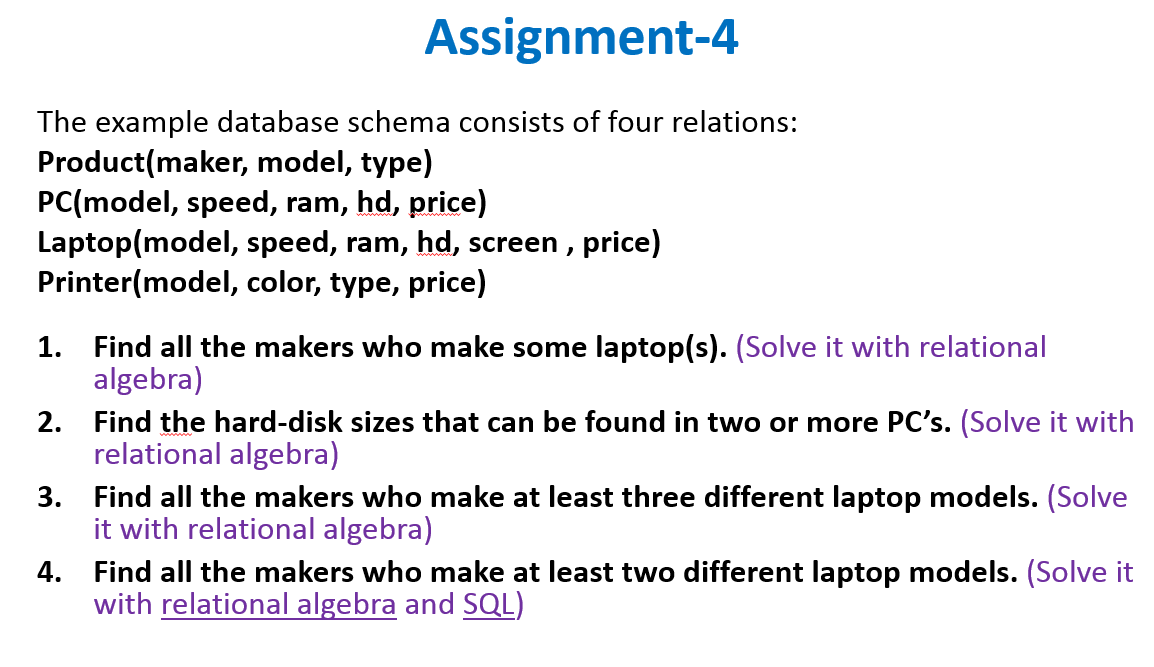 Assignment-4
The example database schema consists of four relations:
Product(maker, model, type)
PC(model, speed, ram, hd, price)
Laptop(model, speed, ram, hd, screen , price)
Printer(model, color, type, price)
1. Find all the makers who make some laptop(s). (Solve it with relational
algebra)
2. Find the hard-disk sizes that can be found in two or more PC’s. (Solve it with
relational algebra)
3. Find all the makers who make at least three different laptop models. (Solve
it with relational algebra)
4. Find all the makers who make at least two different laptop models. (Solve it
with relational algebra and SQL)